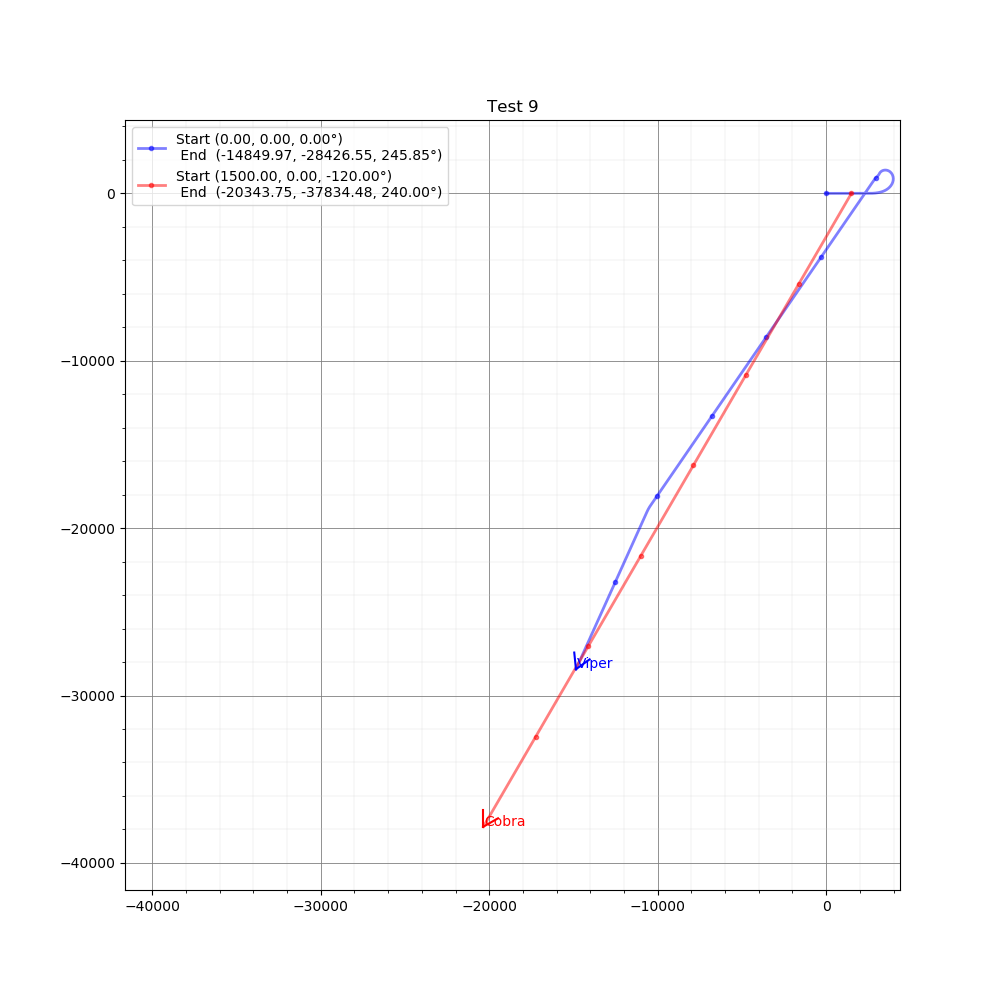 Test 9
Start (0.00, 0.00, 0.00°)
End (-14849.97, -28426.55, 245.85°)
Start (1500.00, 0.00, -120.00°)
End (-20343.75, -37834.48, 240.00°)
0
−10000
−20000
−30000
−40000
Viper
Cobra
−40000 −30000 −20000 −10000 0